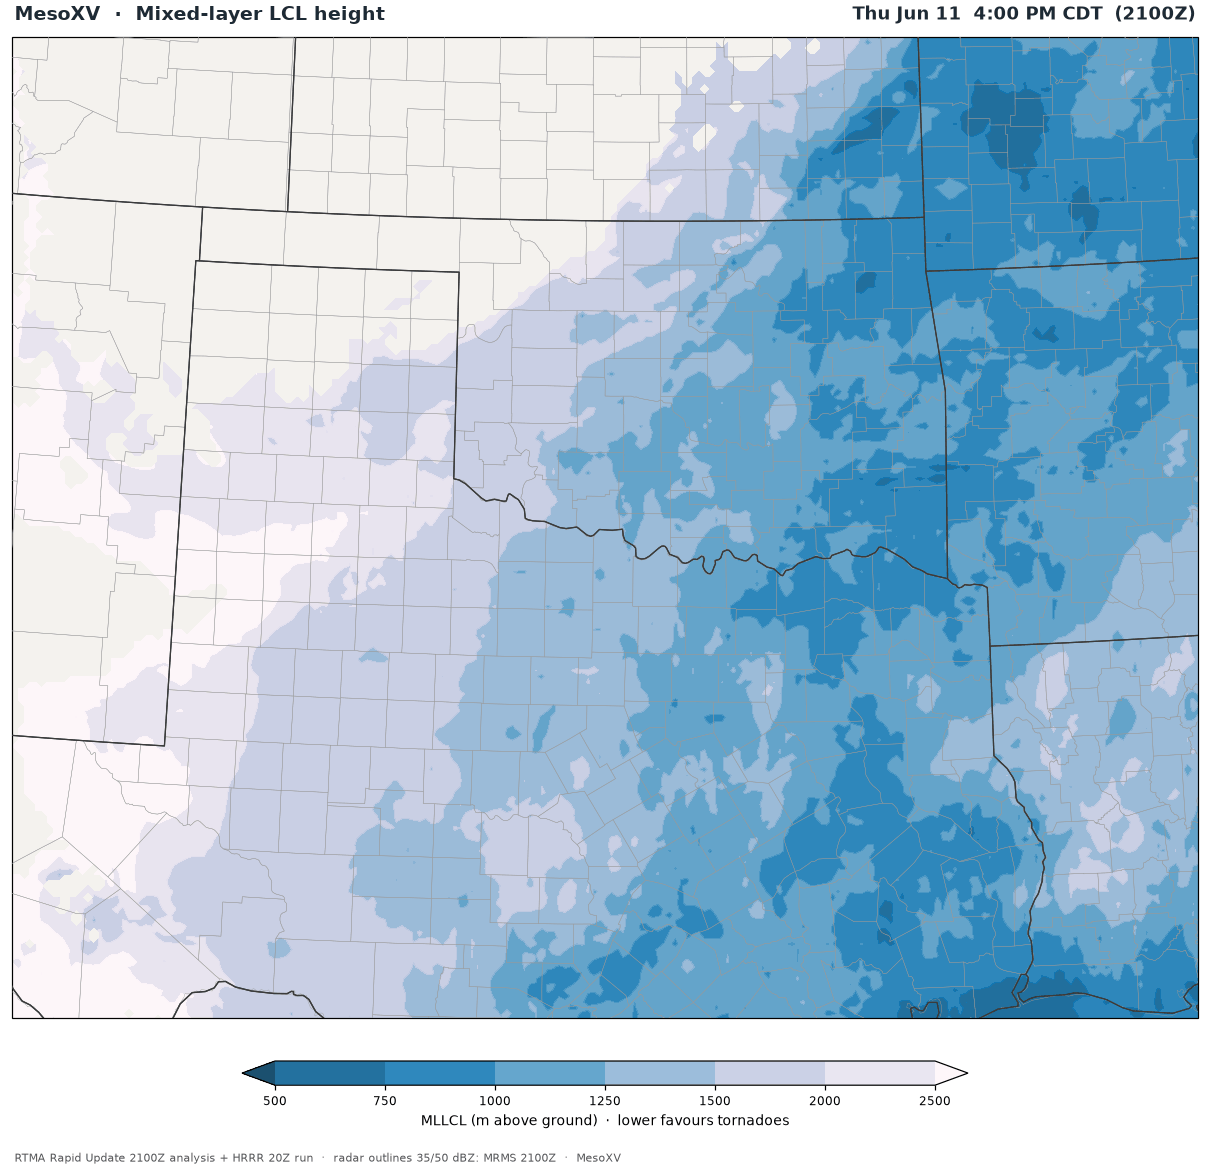 MesoXV · Mixed-layer LCL height
Thu Jun 11 4:00 PM CDT (2100Z)
500 750 1000 1250 1500 2000 2500
MLLCL (m above ground) · lower favours tornadoes
RTMA Rapid Update 2100Z analysis + HRRR 20Z run · radar outlines 35/50 dBZ: MRMS 2100Z · MesoXV